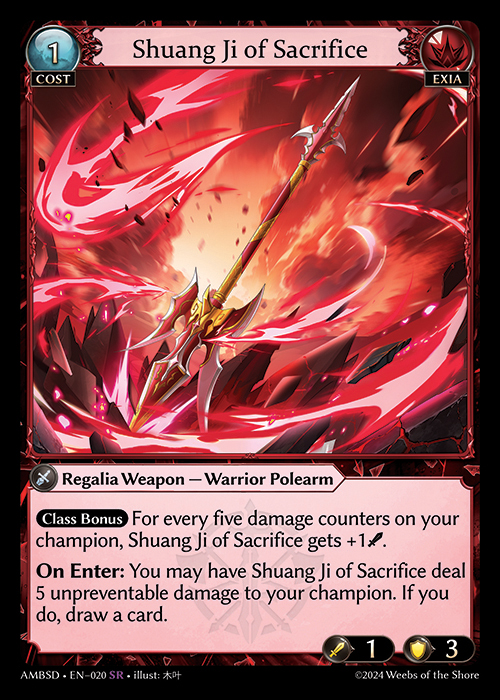 1
Shuang Ji of Sacrifice
COST
EXIA
Regalia Weapon — Warrior Polearm
Class Bonus For every five damage counters on your
champion, Shuang Ji of Sacrifice gets +1.
On Enter: You may have Shuang Ji of Sacrifice deal
5 unpreventable damage to your champion. If you
do, draw a card.
1 3
AMBSD • EN-020 SR • illust: 木叶
©2024 Weebs of the Shore